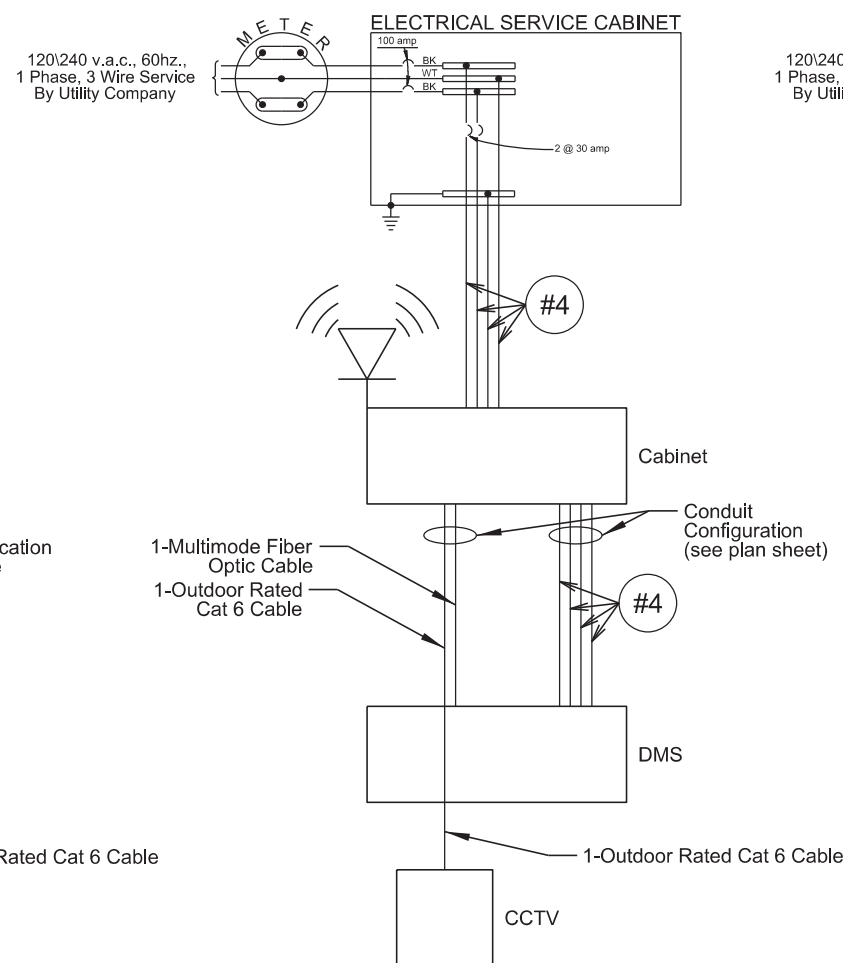 ELECTRICAL SERVICE CABINET
METER
100 amp
120\240 v.a.c., 60hz.,
1 Phase, 3 Wire Service
By Utility Company
BK
WT
BK
120\240
1 Phase,
By Util
2 @ 30 amp
#4
Cabinet
cation
1-Multimode Fiber
Optic Cable
1-Outdoor Rated
Cat 6 Cable
Conduit
Configuration
(see plan sheet)
#4
DMS
Rated Cat 6 Cable
1-Outdoor Rated Cat 6 Cable
CCTV